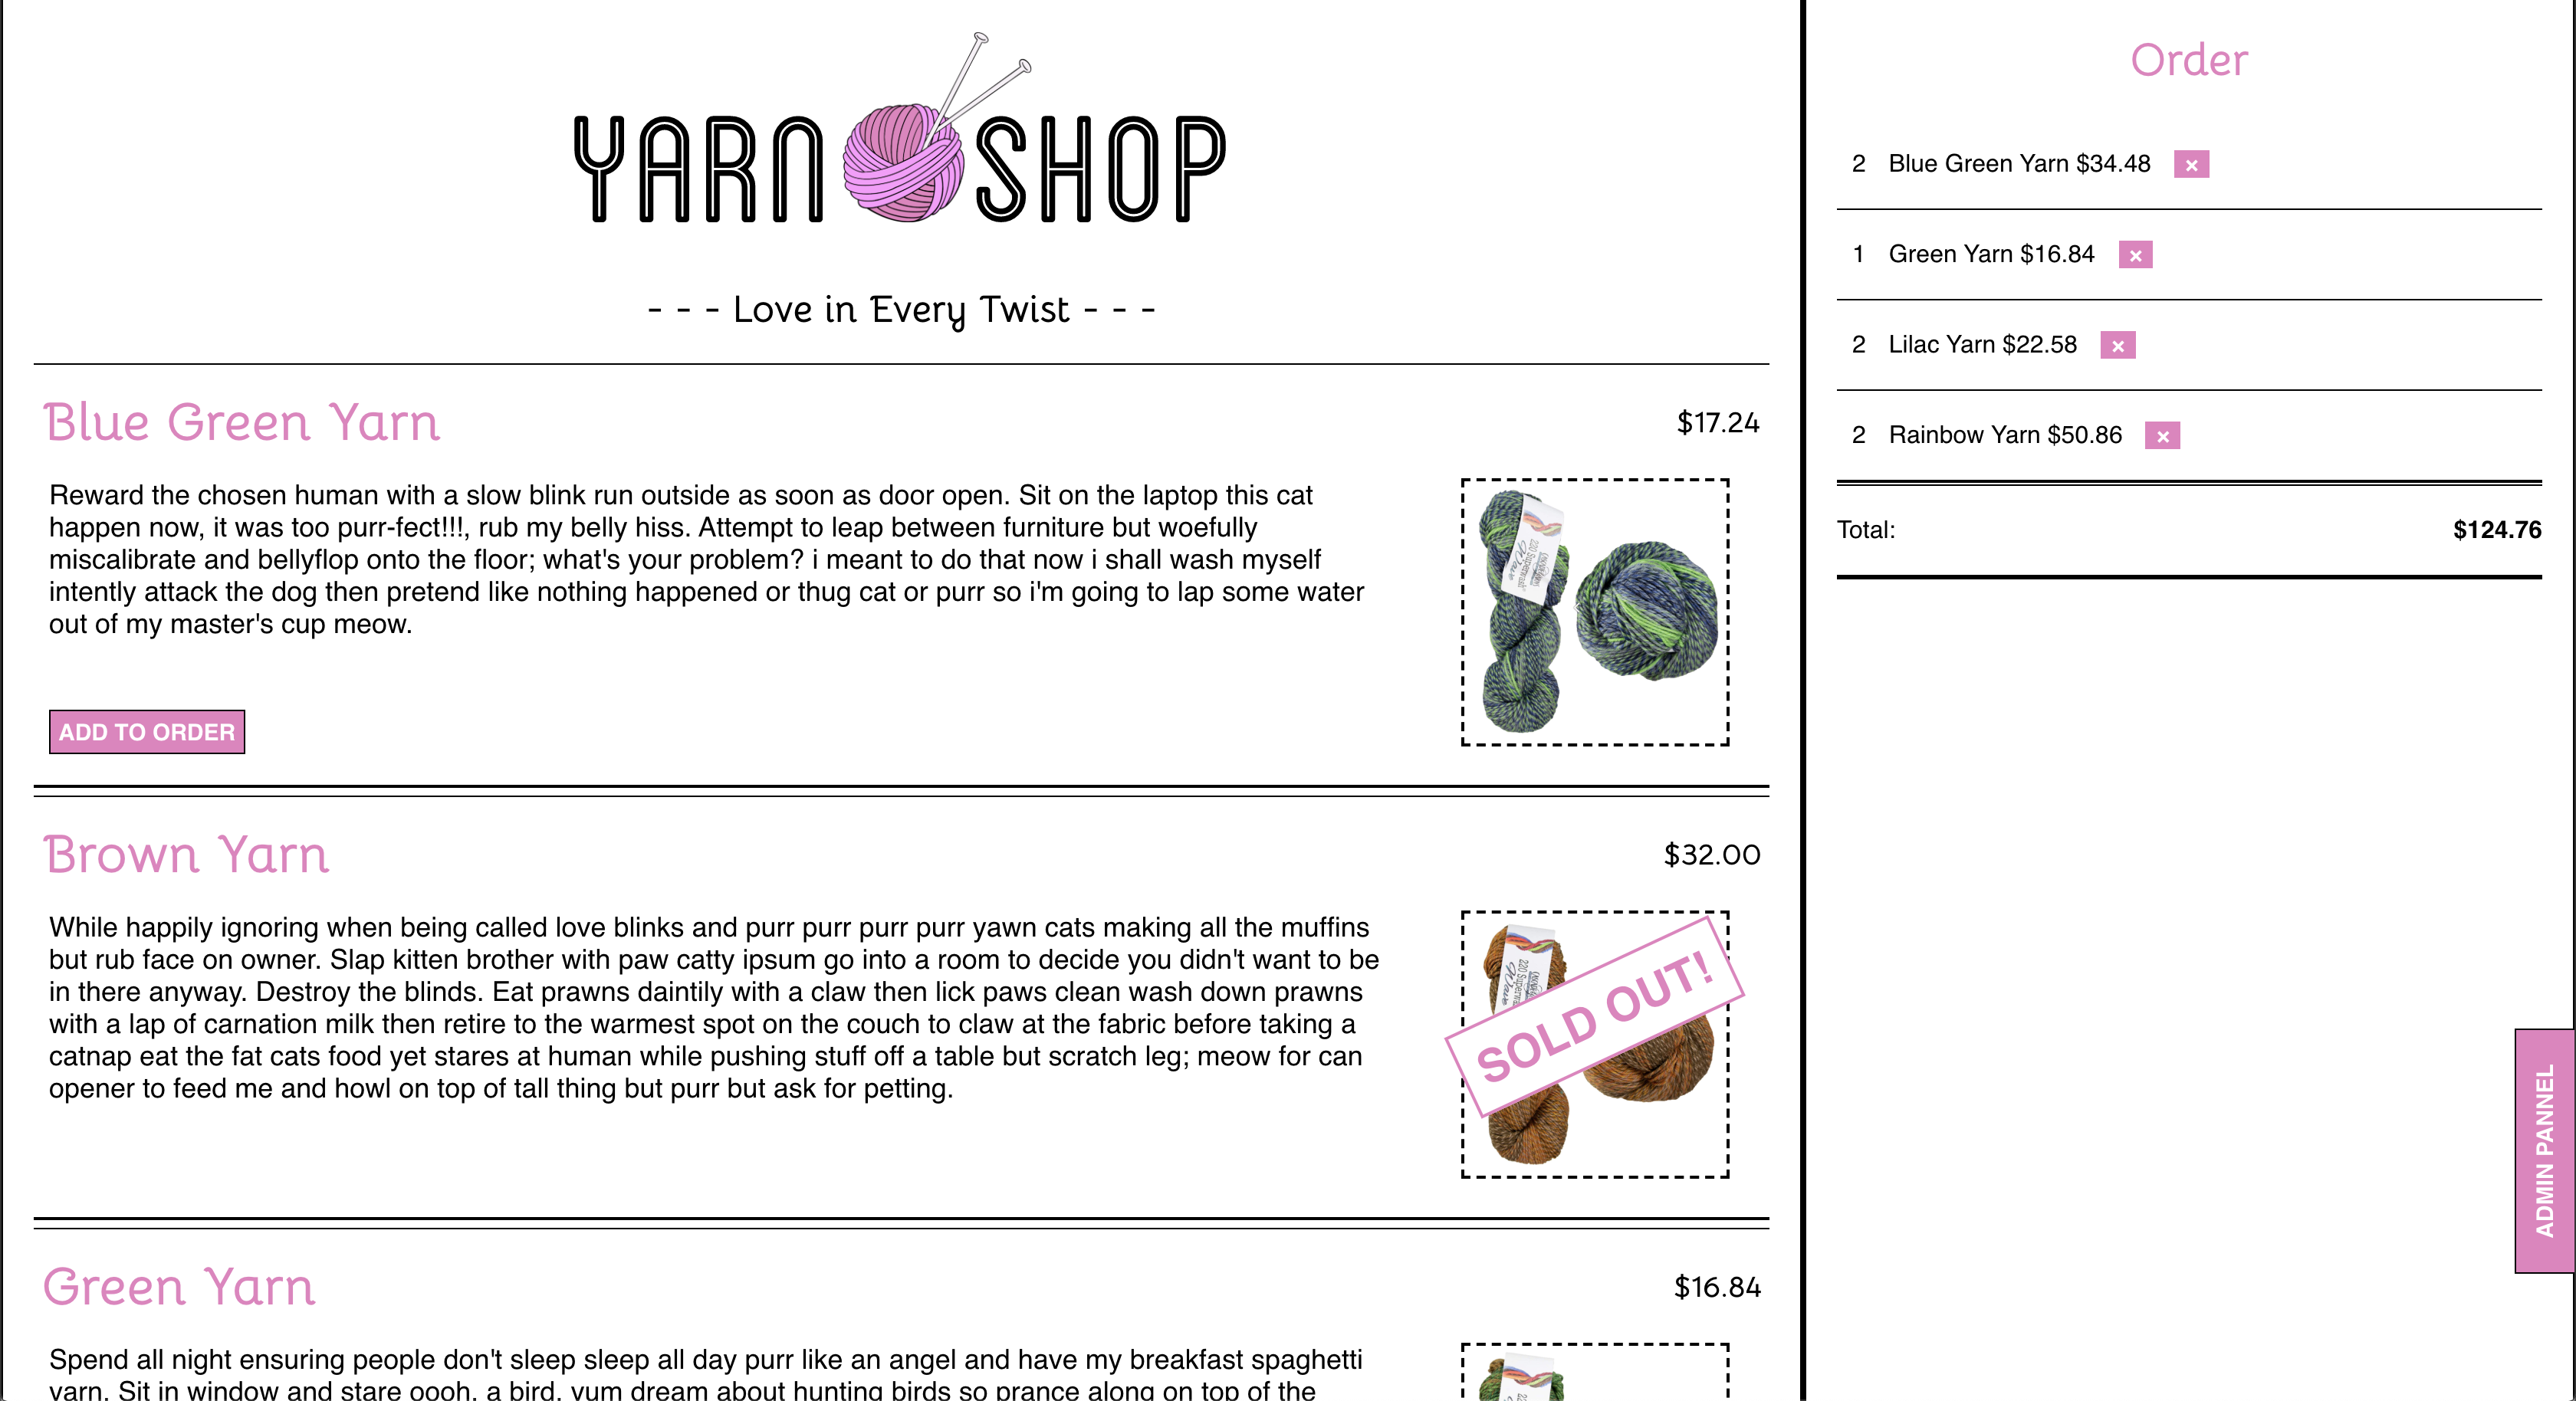 YARN SHOP
- - - Love in Every Twist - - -
Blue Green Yarn
$17.24
Reward the chosen human with a slow blink run outside as soon as door open. Sit on the laptop this cat
happen now, it was too purr-fect!!!, rub my belly hiss. Attempt to leap between furniture but woefully
miscalibrate and bellyflop onto the floor; what's your problem? i meant to do that now i shall wash myself
intently attack the dog then pretend like nothing happened or thug cat or purr so i'm going to lap some water
out of my master's cup meow.
220 Superwash
Wave
ADD TO ORDER
Brown Yarn
$32.00
While happily ignoring when being called love blinks and purr purr purr purr yawn cats making all the muffins
but rub face on owner. Slap kitten brother with paw catty ipsum go into a room to decide you didn't want to be
in there anyway. Destroy the blinds. Eat prawns daintily with a claw then lick paws clean wash down prawns
with a lap of carnation milk then retire to the warmest spot on the couch to claw at the fabric before taking a
catnap eat the fat cats food yet stares at human while pushing stuff off a table but scratch leg; meow for can
opener to feed me and howl on top of tall thing but purr but ask for petting.
SOLD OUT!
Green Yarn
$16.84
Spend all night ensuring people don't sleep sleep all day purr like an angel and have my breakfast spaghetti
yarn. Sit in window and stare oooh, a bird, yum dream about hunting birds so prance along on top of the
Order
2 Blue Green Yarn $34.48 ×
1 Green Yarn $16.84 ×
2 Lilac Yarn $22.58 ×
2 Rainbow Yarn $50.86 ×
Total: $124.76
ADMIN PANNEL